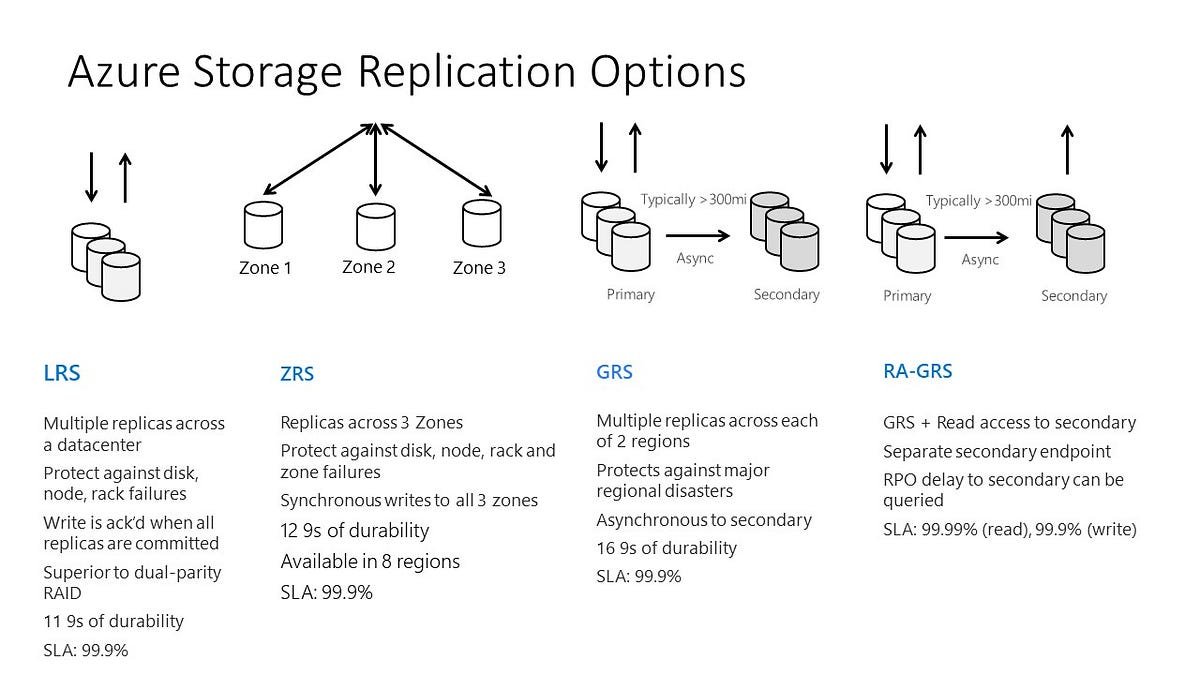 Azure Storage Replication Options
Zone 1
Zone 2
Zone 3
Typically >300mi
Async
Primary
Secondary
Typically >300mi
Async
Primary
Secondary
LRS
Multiple replicas across
a datacenter
Protect against disk,
node, rack failures
Write is ack'd when all
replicas are committed
Superior to dual-parity
RAID
11 9s of durability
SLA: 99.9%
ZRS
Replicas across 3 Zones
Protect against disk, node, rack and
zone failures
Synchronous writes to all 3 zones
12 9s of durability
Available in 8 regions
SLA: 99.9%
GRS
Multiple replicas across each
of 2 regions
Protects against major
regional disasters
Asynchronous to secondary
16 9s of durability
SLA: 99.9%
RA-GRS
GRS + Read access to secondary
Separate secondary endpoint
RPO delay to secondary can be
queried
SLA: 99.99% (read), 99.9% (write)